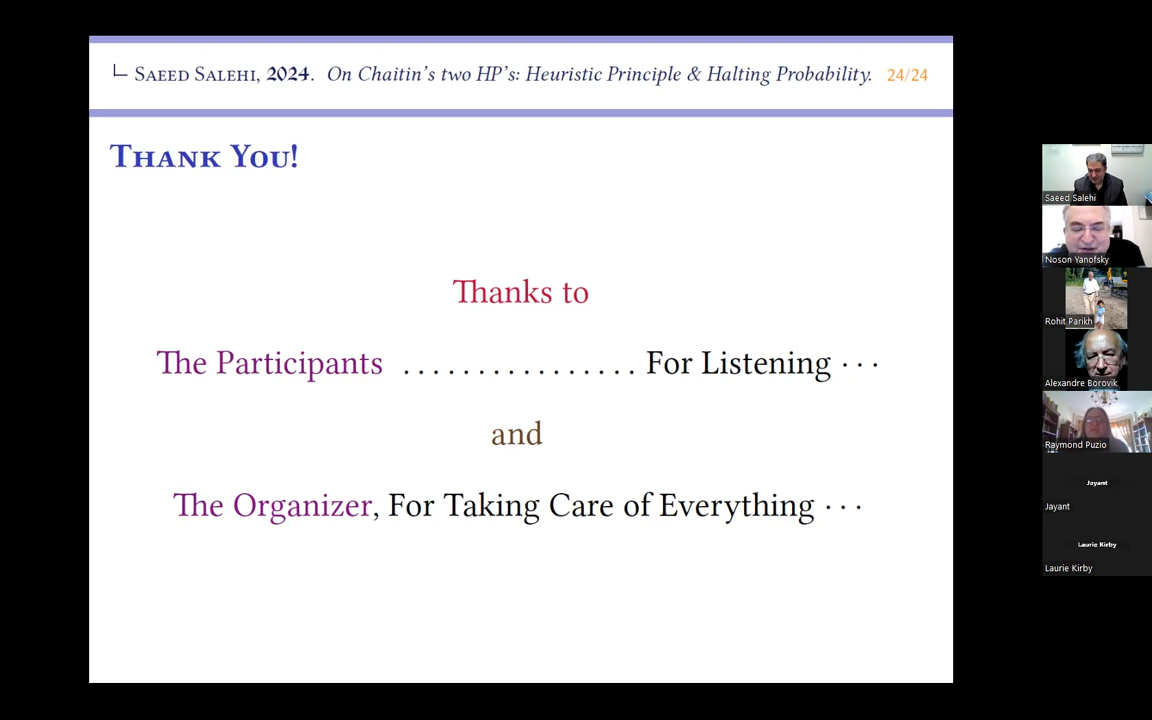 Saeed Salehi, 2024. On Chaitin's two HP's: Heuristic Principle & Halting Probability. 24/24
Thank You!
Thanks to
The Participants ................ For Listening ···
and
The Organizer, For Taking Care of Everything ···
Saeed Salehi
Noson Yanofsky
Rohit Parikh
Alexandre Borovik
Raymond Puzio
Jayant
Jayant
Laurie Kirby
Laurie Kirby